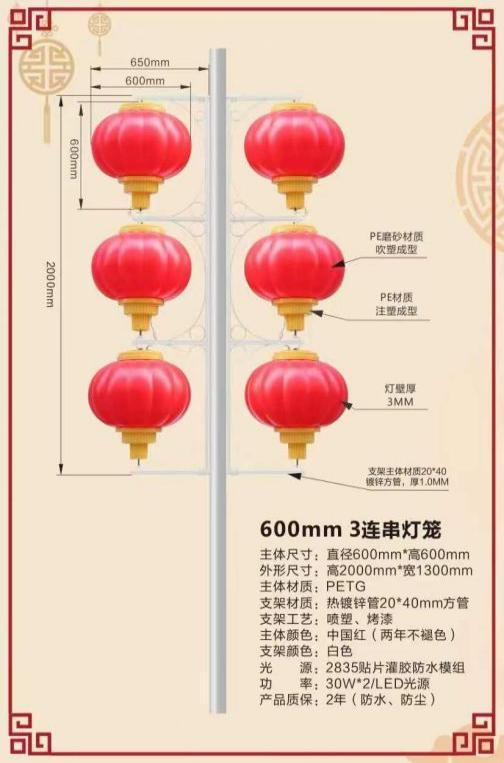 650mm
600mm
600mm
2000mm
PE磨砂材质
吹塑成型
PE材质
注塑成型
灯壁厚
3MM
支架主体材质20*40
镀锌方管，厚1.0MM
600mm 3连串灯笼
主体尺寸：直径600mm*高600mm
外形尺寸：高2000mm*宽1300mm
主体材质：PETG
支架材质：热镀锌管20*40mm方管
支架工艺：喷塑、烤漆
主体颜色：中国红（两年不褪色）
支架颜色：白色
光　　源：2835贴片灌胶防水模组
功　　率：30W*2/LED光源
产品质保：2年（防水、防尘）